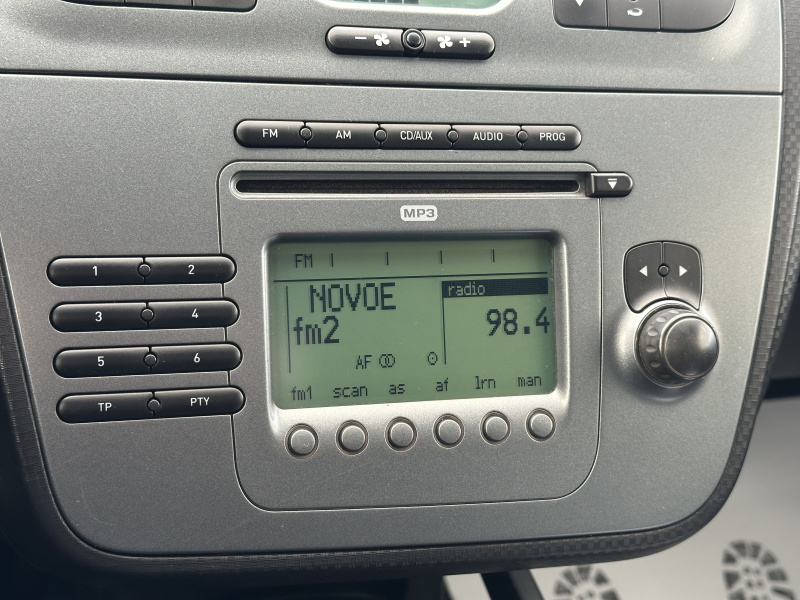 FM AM CD/AUX AUDIO PROG
MP3
1 2
3 4
5 6
TP PTY
FM
NOVOE
radio
fm2
98.4
AF
fm1 scan as af lrn man